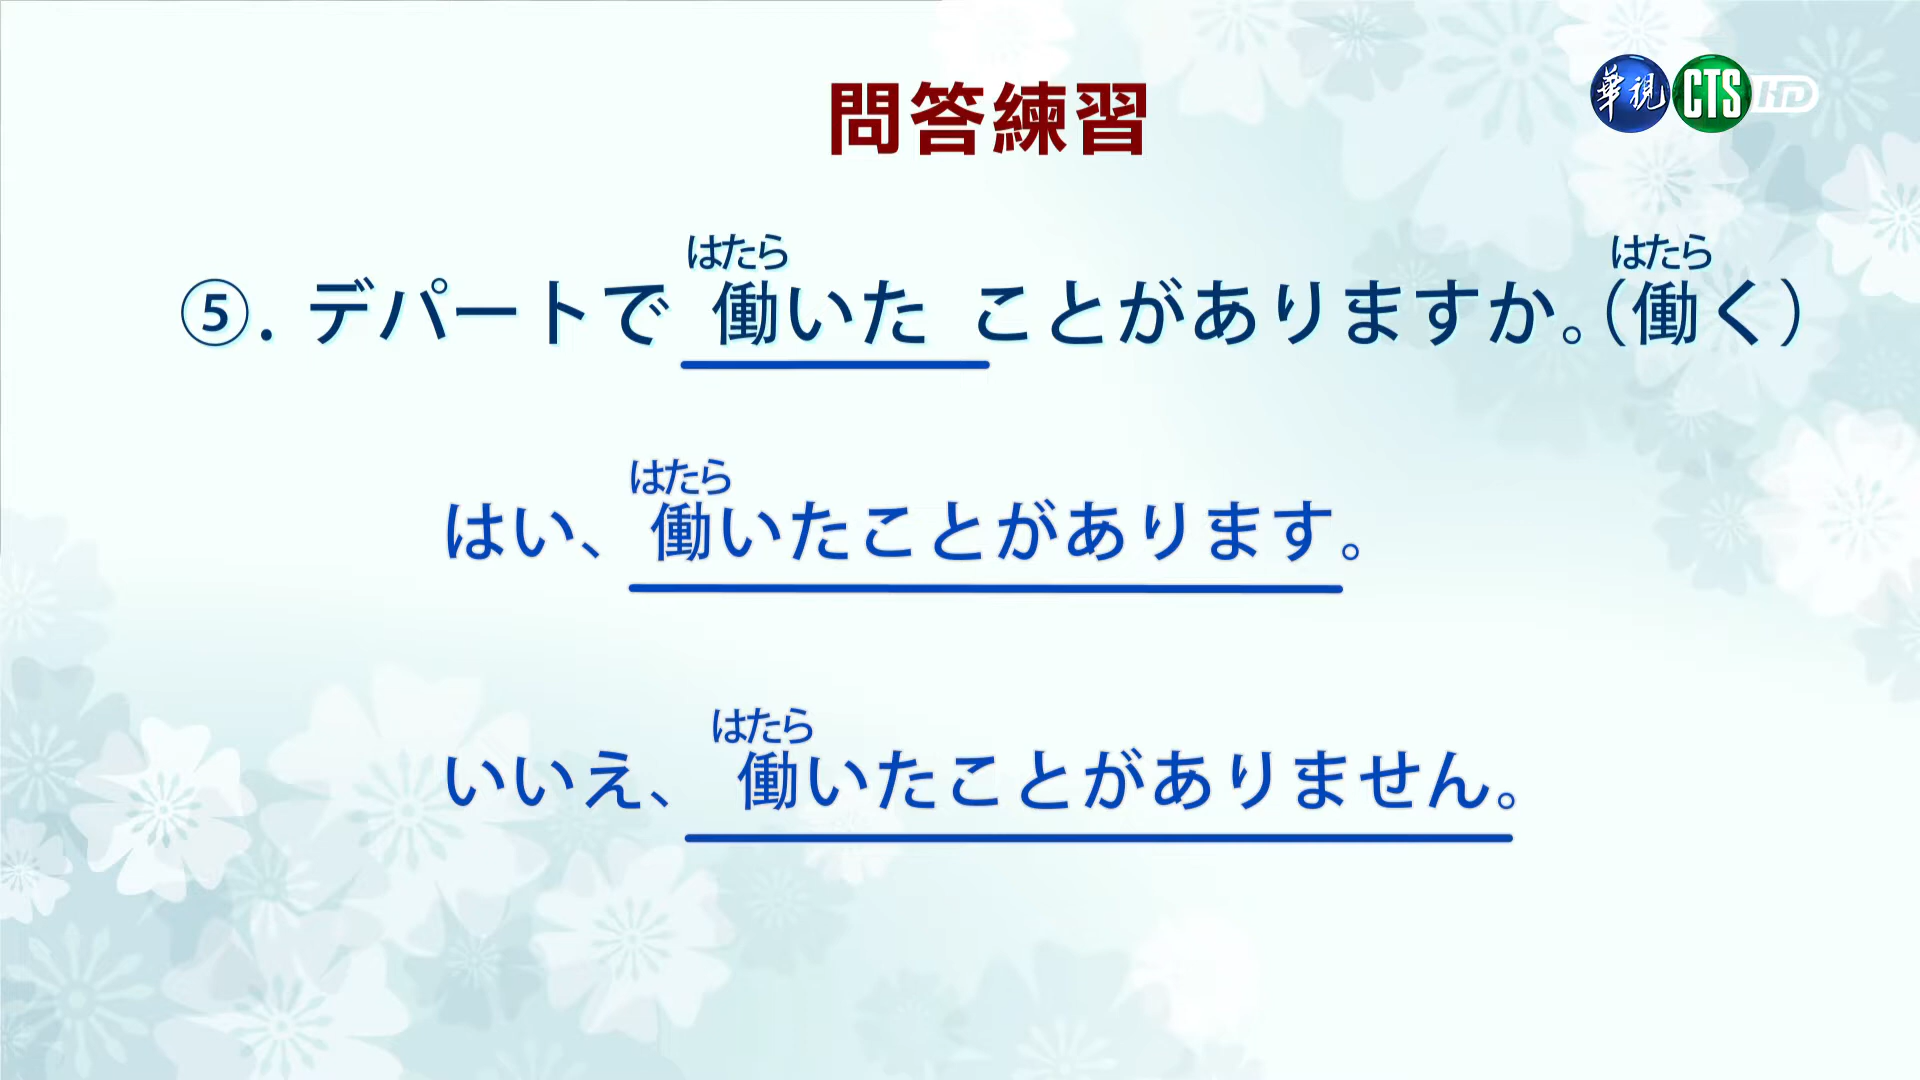 華視 CTS HD
問答練習
はたら はたら
⑤. デパートで 働いた ことがありますか。(働く)
はたら
はい、働いたことがあります。
はたら
いいえ、働いたことがありません。